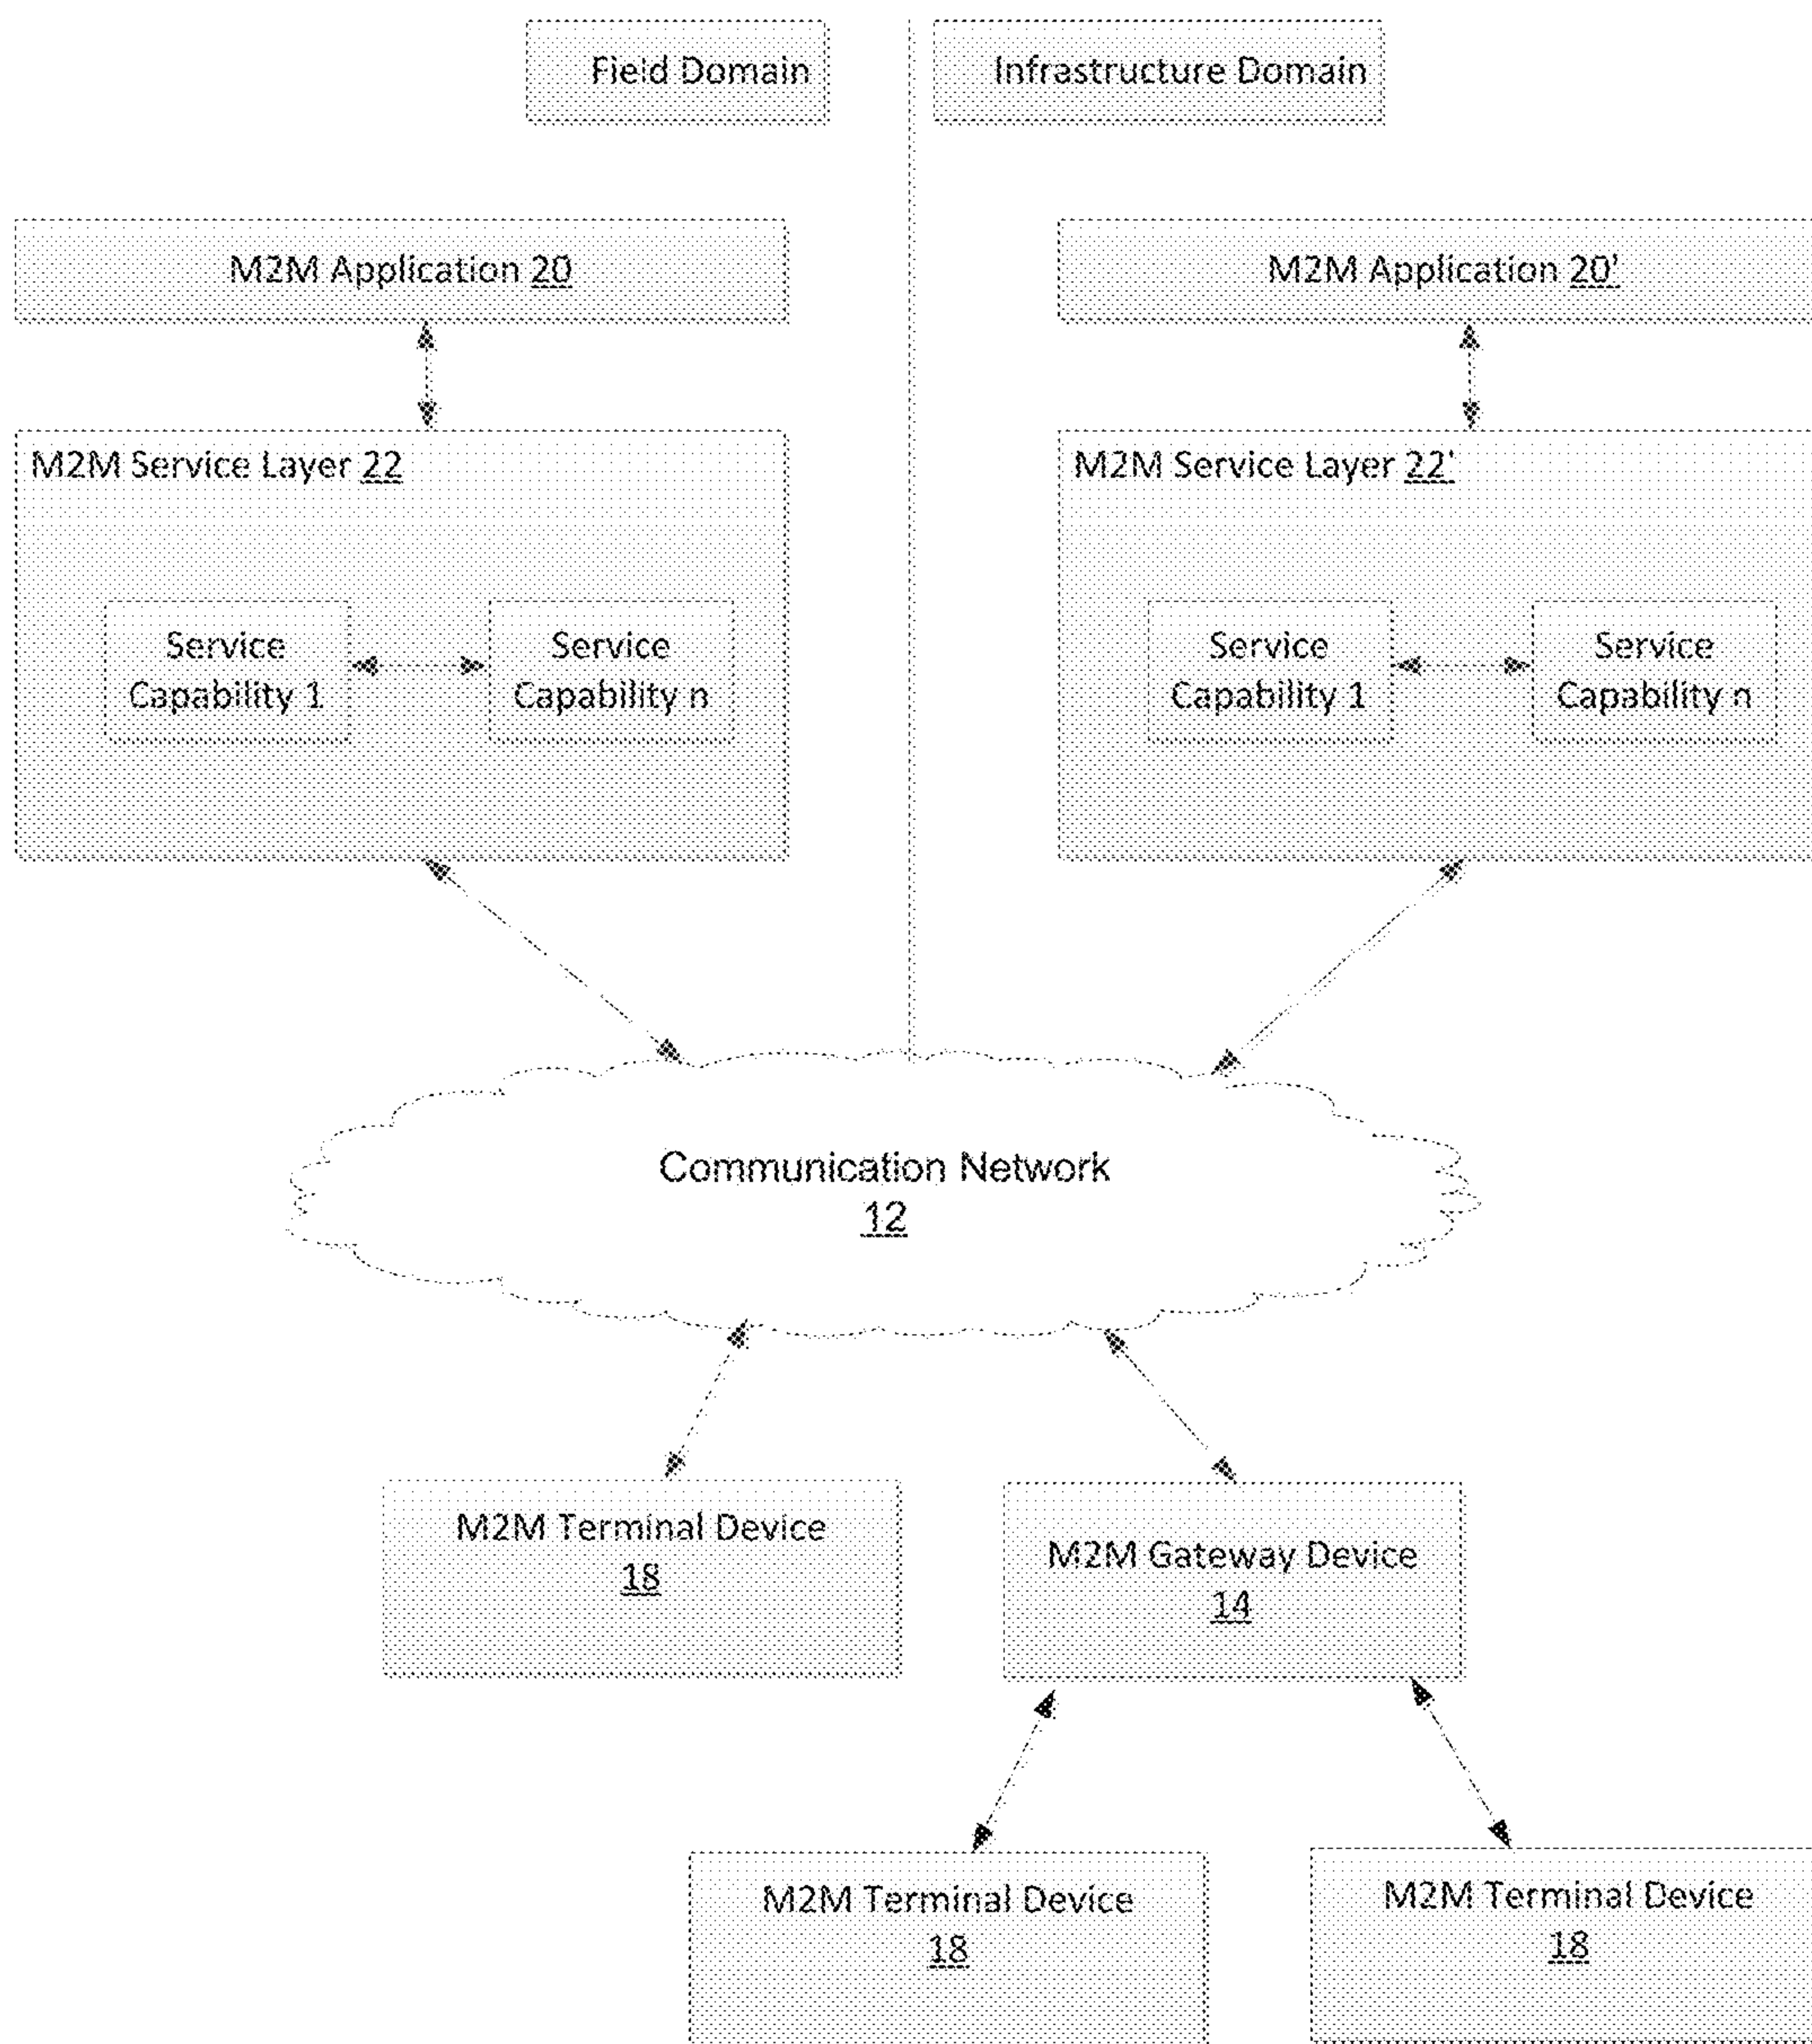 Field Domain
Infrastructure Domain
M2M Application 20
M2M Application 20'
M2M Service Layer 22
M2M Service Layer 22'
Service
Capability 1
Service
Capability n
Service
Capability 1
Service
Capability n
Communication Network
12
M2M Terminal Device
18
M2M Gateway Device
14
M2M Terminal Device
18
M2M Terminal Device
18